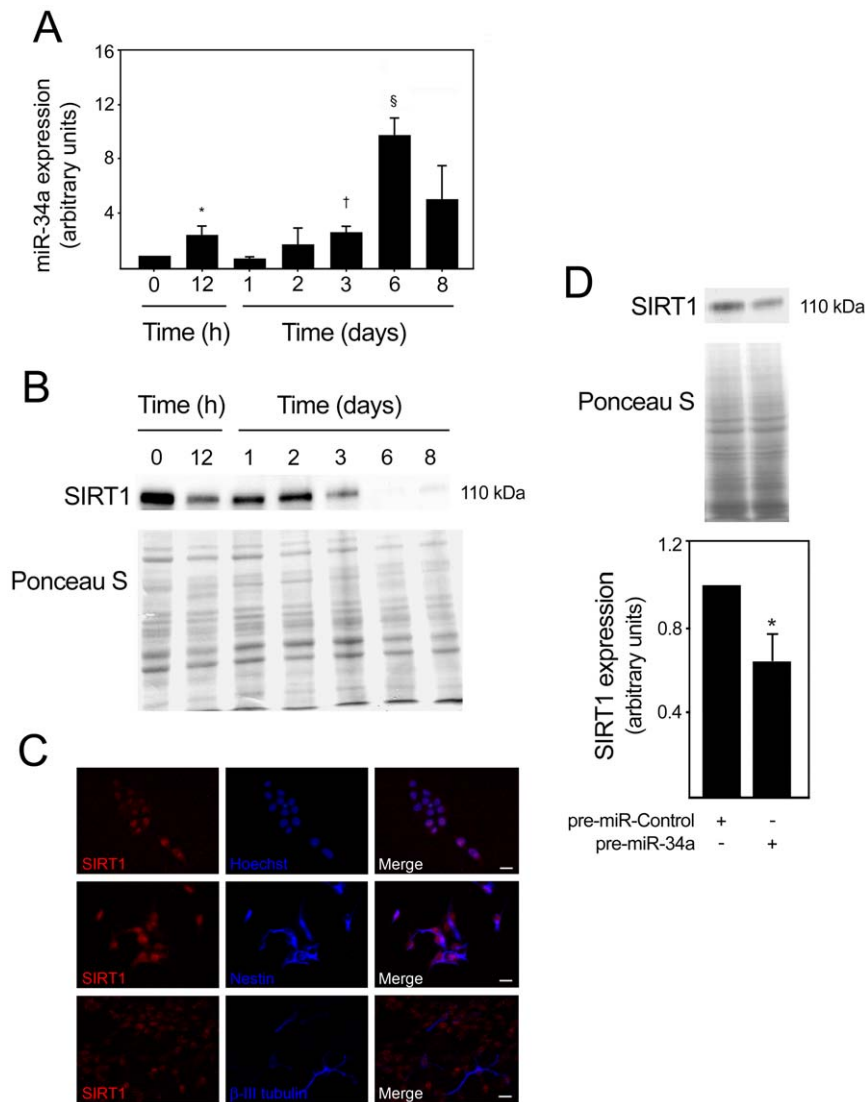 A
16
12
8
4
miR-34a expression
(arbitrary units)
*
†
§
0 12 1 2 3 6 8
Time (h) Time (days)
B
Time (h) Time (days)
0 12 1 2 3 6 8
SIRT1 110 kDa
Ponceau S
C
SIRT1 Hoechst Merge
SIRT1 Nestin Merge
SIRT1 β-III tubulin Merge
D
SIRT1 110 kDa
Ponceau S
1.2
0.8
0.4
SIRT1 expression
(arbitrary units)
*
pre-miR-Control + -
pre-miR-34a - +